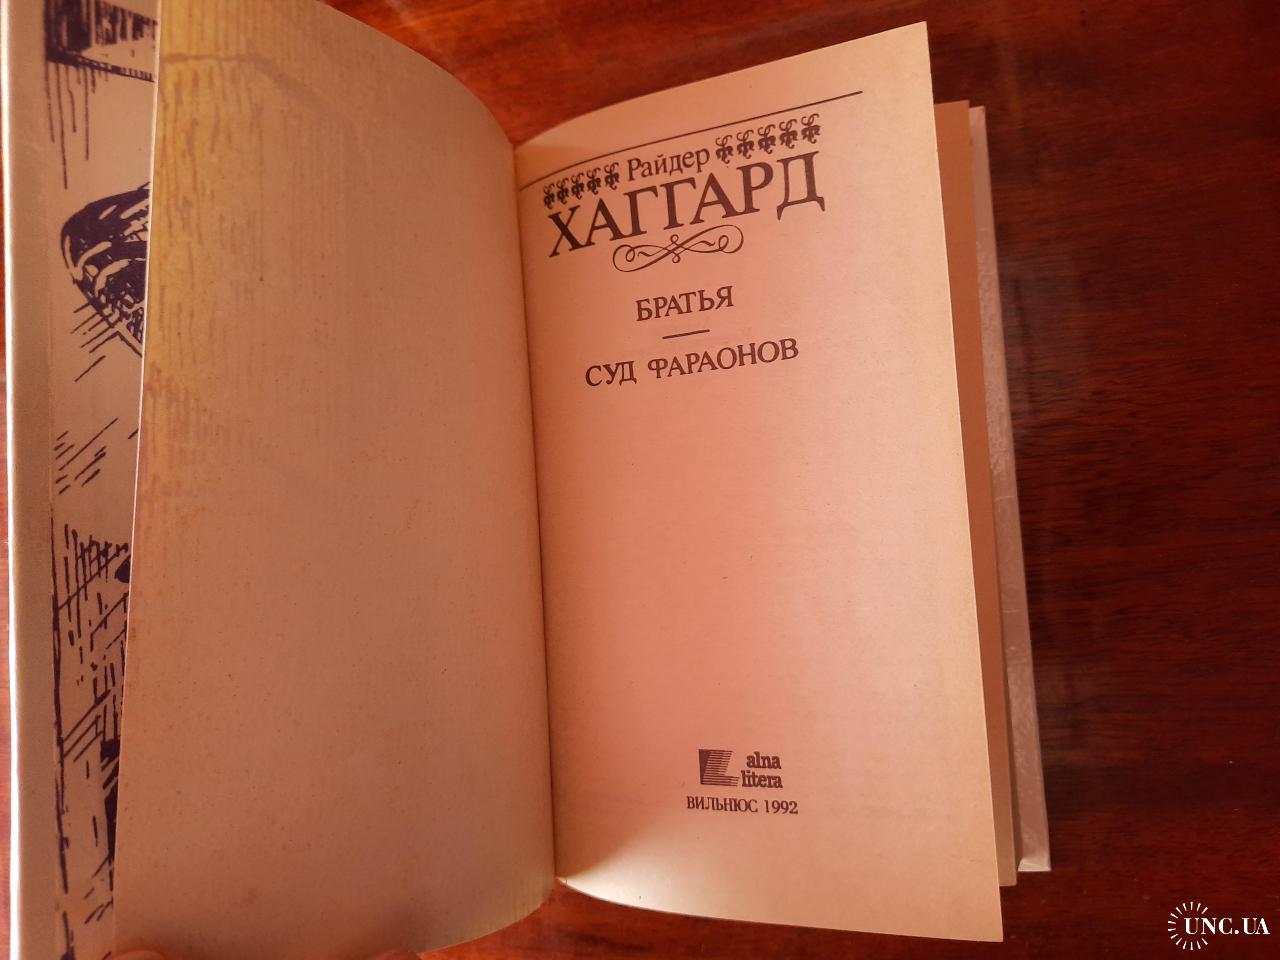 Райдер
ХАГГАРД
БРАТЬЯ
СУД ФАРАОНОВ
alna
litera
ВИЛЬНЮС 1992
UNC.UA